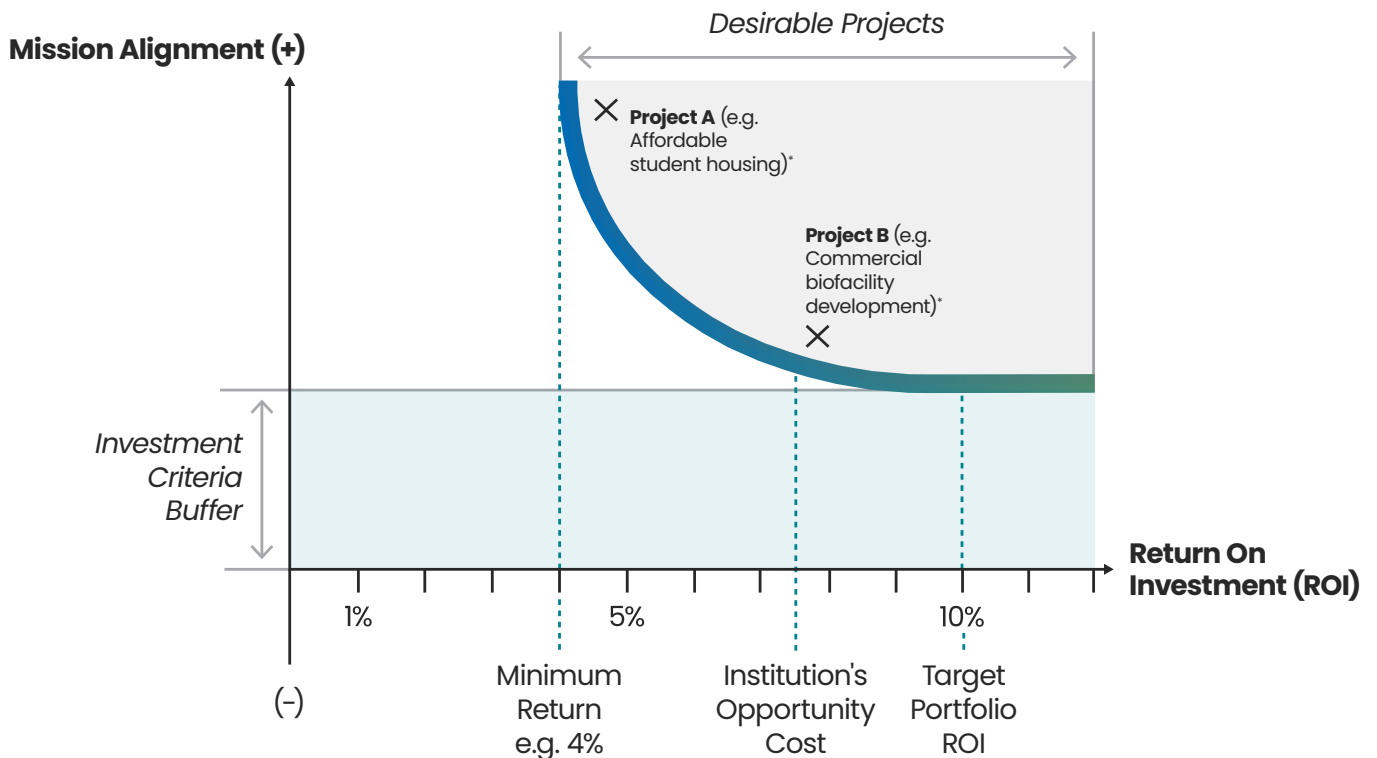 Desirable Projects
Mission Alignment (+)
Project A (e.g.
Affordable
student housing)*
Project B (e.g.
Commercial
biofacility
development)*
Investment
Criteria
Buffer
Return On
Investment (ROI)
1%
5%
10%
(-)
Minimum
Return
e.g. 4%
Institution's
Opportunity
Cost
Target
Portfolio
ROI